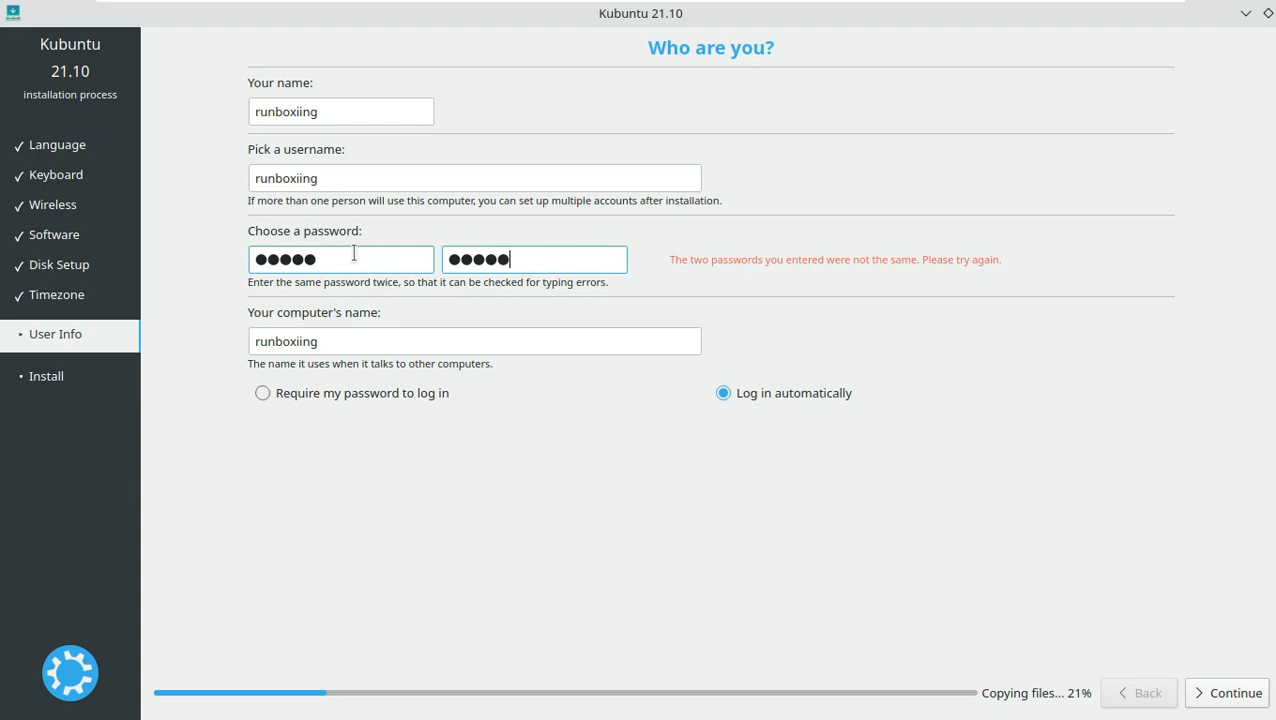 Kubuntu 21.10
Kubuntu
21.10
installation process
✓ Language
✓ Keyboard
✓ Wireless
✓ Software
✓ Disk Setup
✓ Timezone
‣ User Info
• Install
Who are you?
Your name:
runboxiing
Pick a username:
runboxiing
If more than one person will use this computer, you can set up multiple accounts after installation.
Choose a password:
●●●●● ●●●●● The two passwords you entered were not the same. Please try again.
Enter the same password twice, so that it can be checked for typing errors.
Your computer's name:
runboxiing
The name it uses when it talks to other computers.
Require my password to log in Log in automatically
Copying files... 21% Back Continue